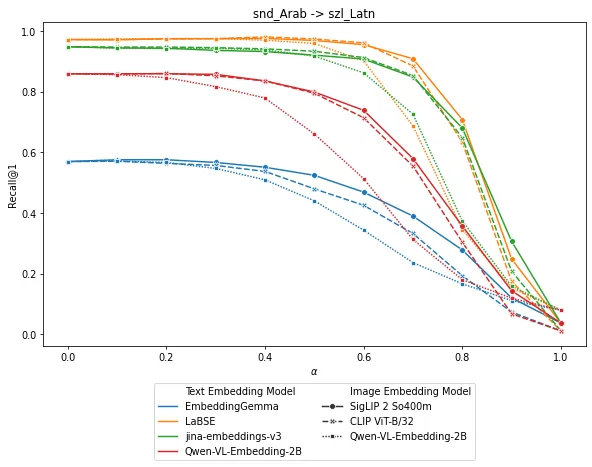 snd_Arab -> szl_Latn
1.0
0.8
0.6
0.4
0.2
0.0
Recall@1
0.0 0.2 0.4 0.6 0.8 1.0
α
Text Embedding Model Image Embedding Model
EmbeddingGemma SigLIP 2 So400m
LaBSE CLIP ViT-B/32
jina-embeddings-v3 Qwen-VL-Embedding-2B
Qwen-VL-Embedding-2B